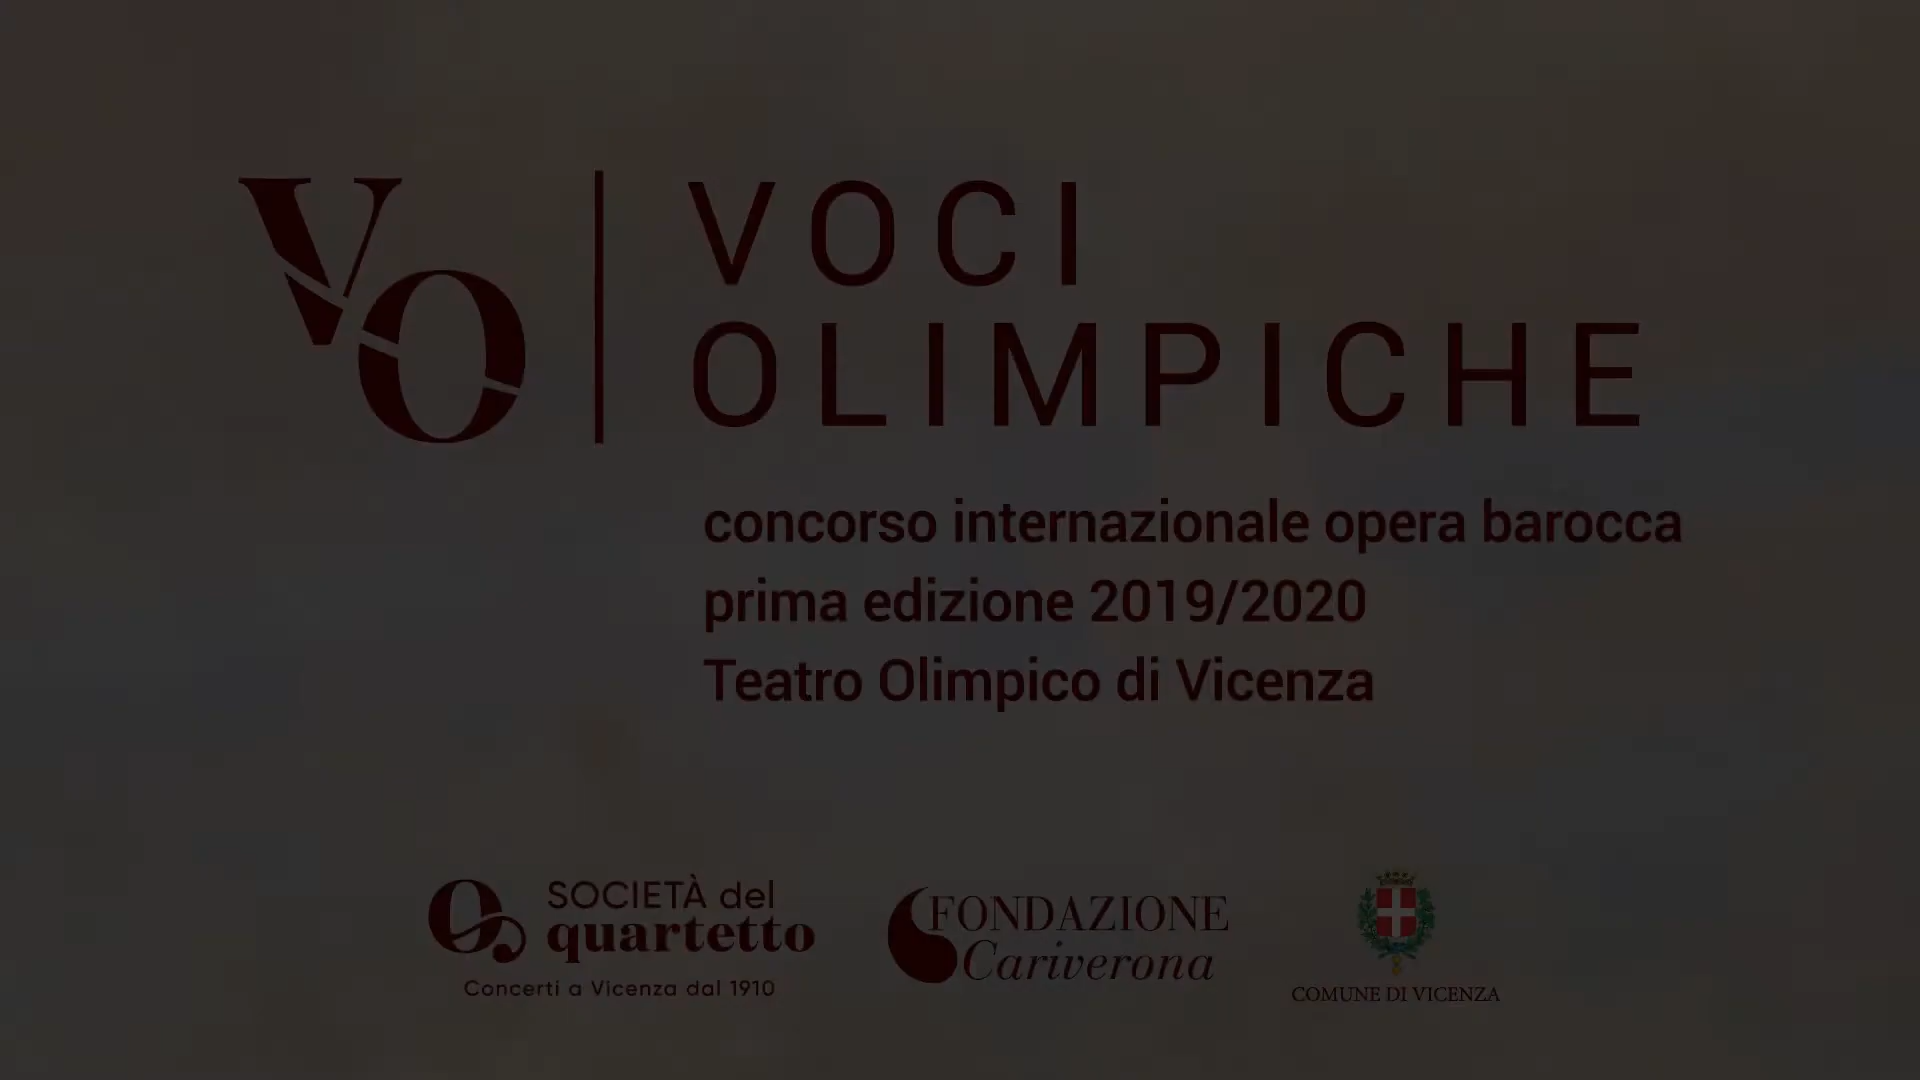 VO
VOCI
OLIMPICHE
concorso internazionale opera barocca
prima edizione 2019/2020
Teatro Olimpico di Vicenza
SOCIETÀ del
quartetto
Concerti a Vicenza dal 1910
FONDAZIONE
Cariverona
COMUNE DI VICENZA